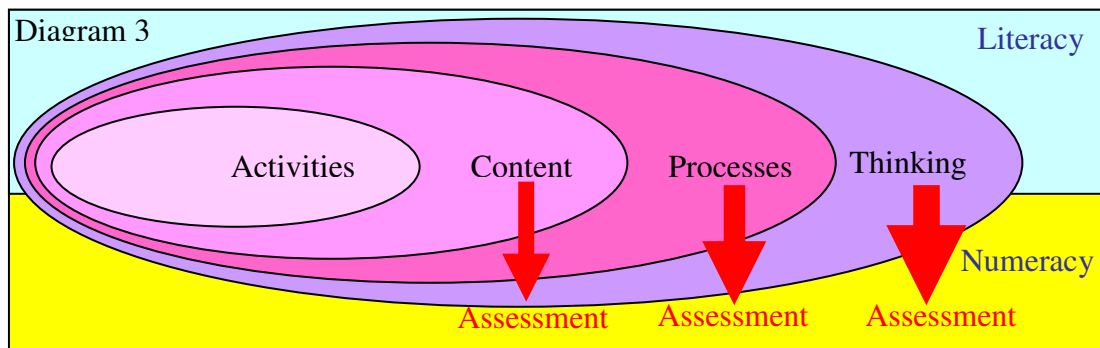 Diagram 3
Literacy
Activities
Content
Processes
Thinking
Numeracy
Assessment
Assessment
Assessment